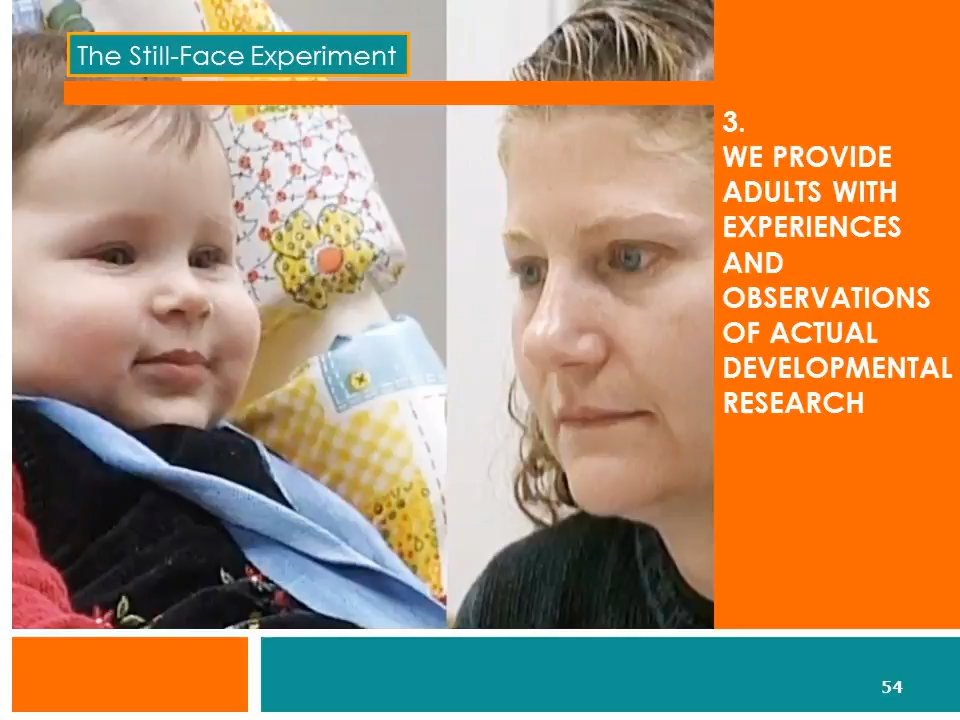 The Still-Face Experiment
3.
WE PROVIDE
ADULTS WITH
EXPERIENCES
AND
OBSERVATIONS
OF ACTUAL
DEVELOPMENTAL
RESEARCH
54